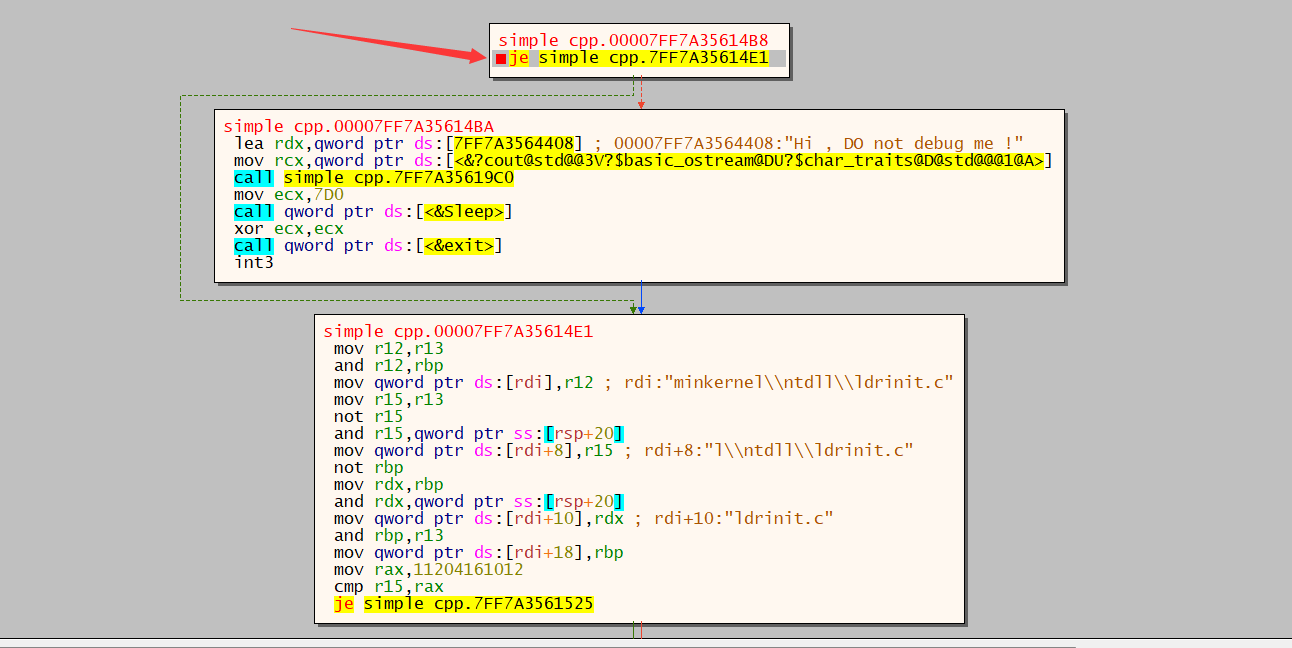 simple cpp.00007FF7A35614B8
je simple cpp.7FF7A35614E1
simple cpp.00007FF7A35614BA
lea rdx,qword ptr ds:[7FF7A3564408] ; 00007FF7A3564408:"Hi , DO not debug me !"
mov rcx,qword ptr ds:[<&?cout@std@@3V?$basic_ostream@DU?$char_traits@D@std@@@1@A>]
call simple cpp.7FF7A35619C0
mov ecx,7D0
call qword ptr ds:[<&Sleep>]
xor ecx,ecx
call qword ptr ds:[<&exit>]
int3
simple cpp.00007FF7A35614E1
mov r12,r13
and r12,rbp
mov qword ptr ds:[rdi],r12 ; rdi:"minkernel\\ntdll\\ldrinit.c"
mov r15,r13
not r15
and r15,qword ptr ss:[rsp+20]
mov qword ptr ds:[rdi+8],r15 ; rdi+8:"l\\ntdll\\ldrinit.c"
not rbp
mov rdx,rbp
and rdx,qword ptr ss:[rsp+20]
mov qword ptr ds:[rdi+10],rdx ; rdi+10:"ldrinit.c"
and rbp,r13
mov qword ptr ds:[rdi+18],rbp
mov rax,11204161012
cmp r15,rax
je simple cpp.7FF7A3561525